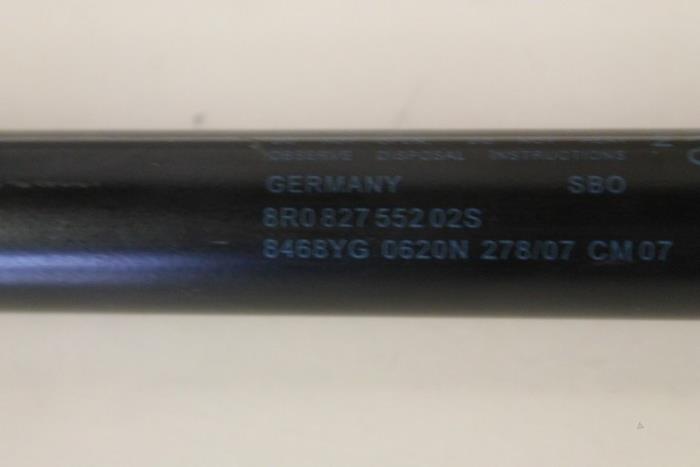 OBSERVE DISPOSAL INSTRUCTIONS
GERMANY SBO
8R0 827 552 02S
8468YG 0620N 278/07 CM 07